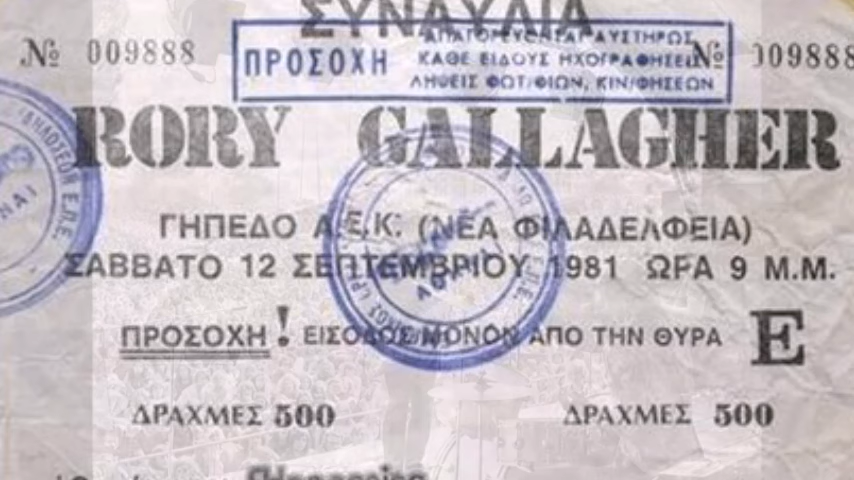 ΣΥΝΑΥΛΙΑ
№ 009888
ΠΡΟΣΟΧΗ
ΑΠΑΓΟΡΕΥΟΝΤΑΙ ΑΥΣΤΗΡΩΣ
ΚΑΘΕ ΕΙΔΟΥΣ ΗΧΟΓΡΑΦΗΣΕΙΣ
ΛΗΨΕΙΣ ΦΩΤ/ΦΙΩΝ, ΚΙΝ/ΦΗΣΕΩΝ
№ 009888
RORY GALLAGHER
ΓΗΠΕΔΟ Α.Ε.Κ. (ΝΕΑ ΦΙΛΑΔΕΛΦΕΙΑ)
ΣΑΒΒΑΤΟ 12 ΣΕΠΤΕΜΒΡΙΟΥ 1981 ΩΡΑ 9 Μ.Μ.
ΠΡΟΣΟΧΗ! ΕΙΣΟΔΟΣ ΜΟΝΟΝ ΑΠΟ ΤΗΝ ΘΥΡΑ Ε
ΔΡΑΧΜΕΣ 500 ΔΡΑΧΜΕΣ 500